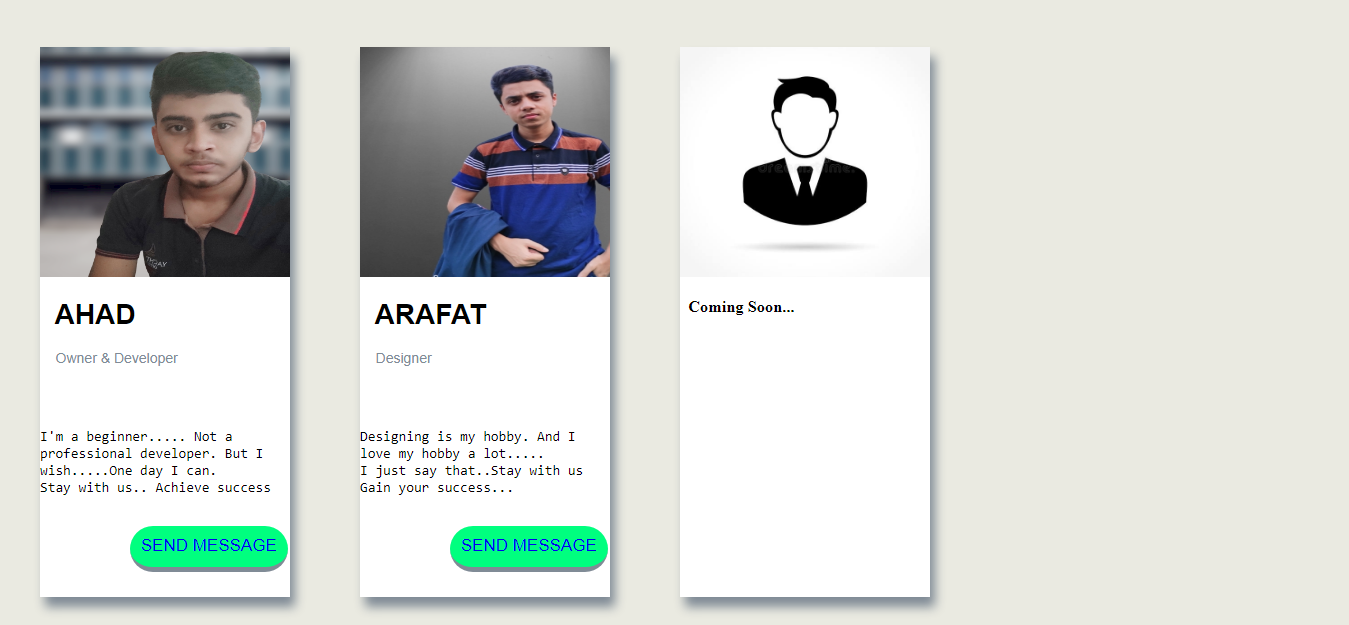 AHAD
Owner & Developer
I'm a beginner..... Not a
professional developer. But I
wish.....One day I can.
Stay with us.. Achieve success
SEND MESSAGE
ARAFAT
Designer
Designing is my hobby. And I
love my hobby a lot.....
I just say that..Stay with us
Gain your success...
SEND MESSAGE
Coming Soon...